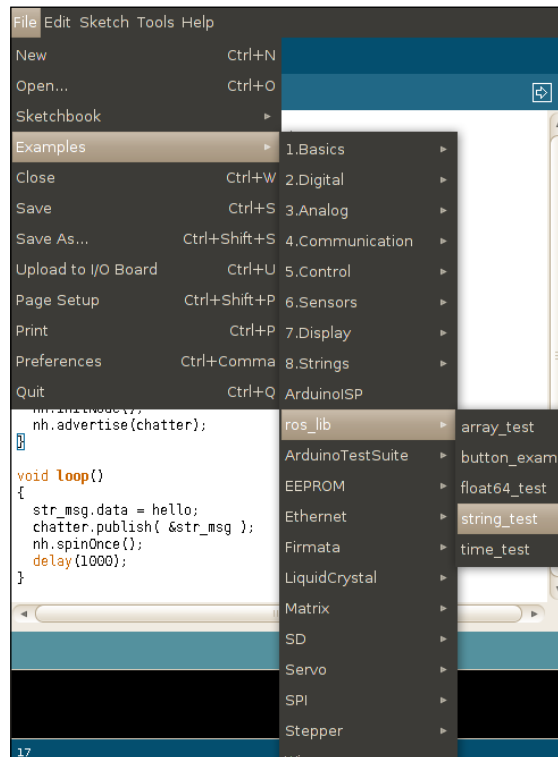 File Edit Sketch Tools Help
New Ctrl+N
Open... Ctrl+O
Sketchbook
Examples
Close Ctrl+W
Save Ctrl+S
Save As... Ctrl+Shift+S
Upload to I/O Board Ctrl+U
Page Setup Ctrl+Shift+P
Print Ctrl+P
Preferences Ctrl+Comma
Quit Ctrl+Q
1.Basics
2.Digital
3.Analog
4.Communication
5.Control
6.Sensors
7.Display
8.Strings
ArduinoISP
ros_lib
ArduinoTestSuite
EEPROM
Ethernet
Firmata
LiquidCrystal
Matrix
SD
Servo
SPI
Stepper
array_test
button_exam
float64_test
string_test
time_test
nh.initNode();
nh.advertise(chatter);
}
void loop()
{
str_msg.data = hello;
chatter.publish( &str_msg );
nh.spinOnce();
delay(1000);
}
17